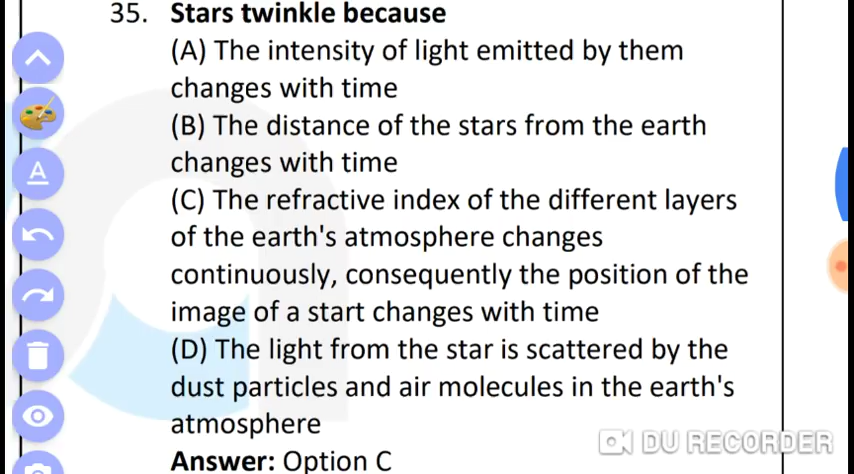 35. Stars twinkle because
(A) The intensity of light emitted by them
changes with time
(B) The distance of the stars from the earth
changes with time
(C) The refractive index of the different layers
of the earth's atmosphere changes
continuously, consequently the position of the
image of a start changes with time
(D) The light from the star is scattered by the
dust particles and air molecules in the earth's
atmosphere
Answer: Option C
A
DU RECORDER